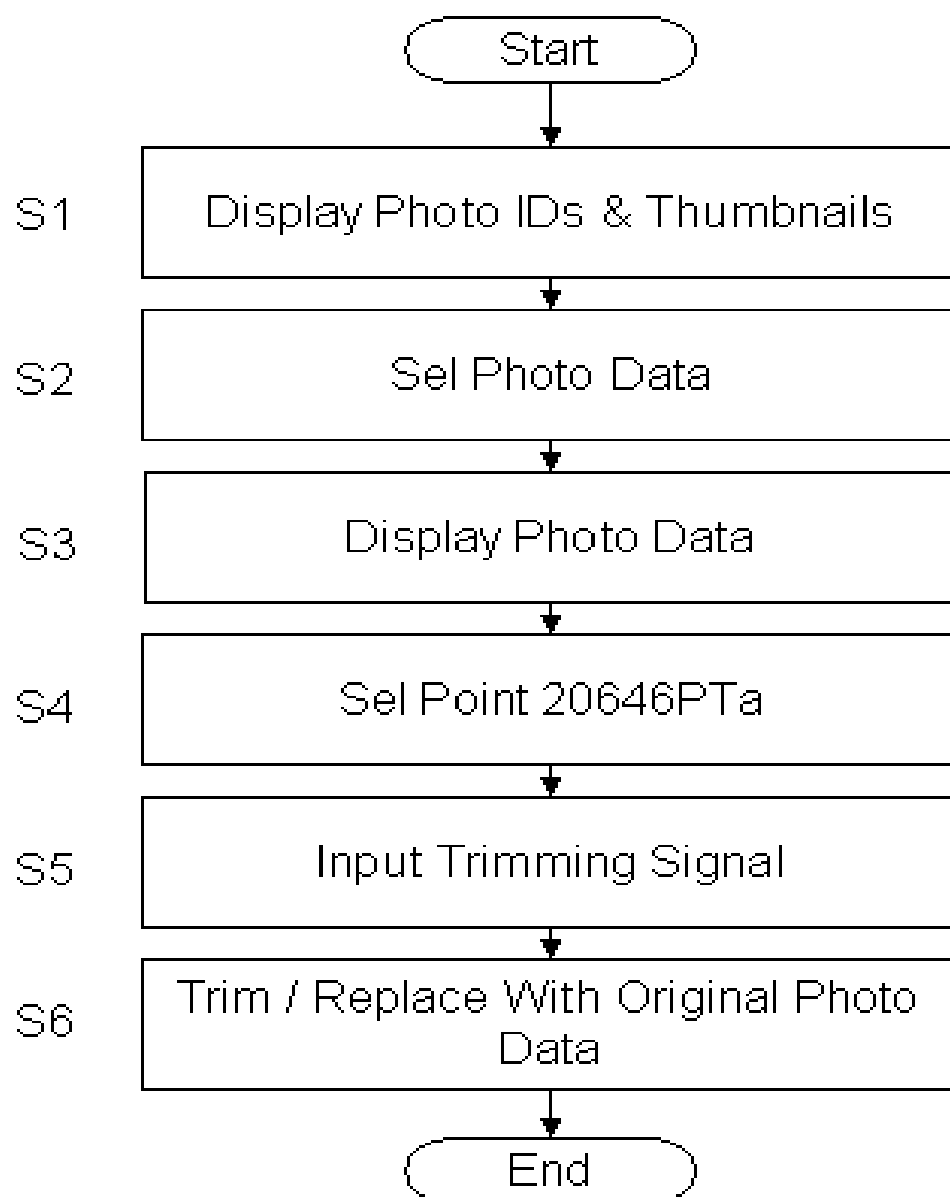 Start
S1
Display Photo IDs & Thumbnails
S2
Sel Photo Data
S3
Display Photo Data
S4
Sel Point 20646PTa
S5
Input Trimming Signal
S6
Trim / Replace With Original Photo
Data
End